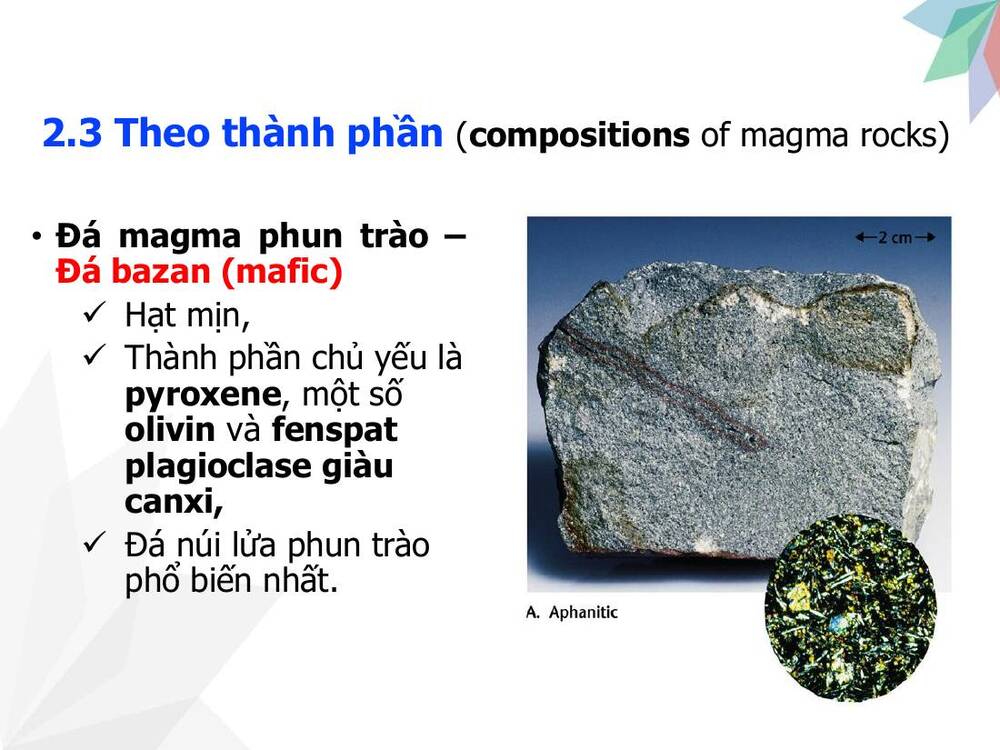 2.3 Theo thành phần (compositions of magma rocks)
• Đá magma phun trào –
Đá bazan (mafic)
✓ Hạt mịn,
✓ Thành phần chủ yếu là
pyroxene, một số
olivin và fenspat
plagioclase giàu
canxi,
✓ Đá núi lửa phun trào
phổ biến nhất.
2 cm
A. Aphanitic